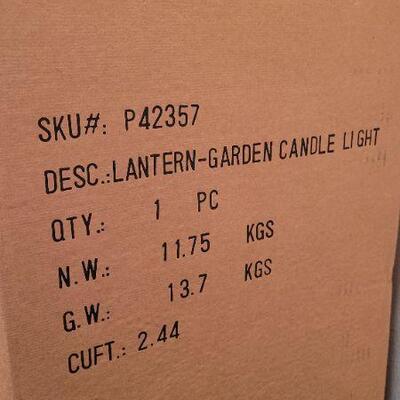 SKU#: P42357
DESC.:LANTERN-GARDEN CANDLE LIGHT
QTY.: 1 PC
N.W.: 11.75 KGS
G.W.: 13.7 KGS
CUFT.: 2.44